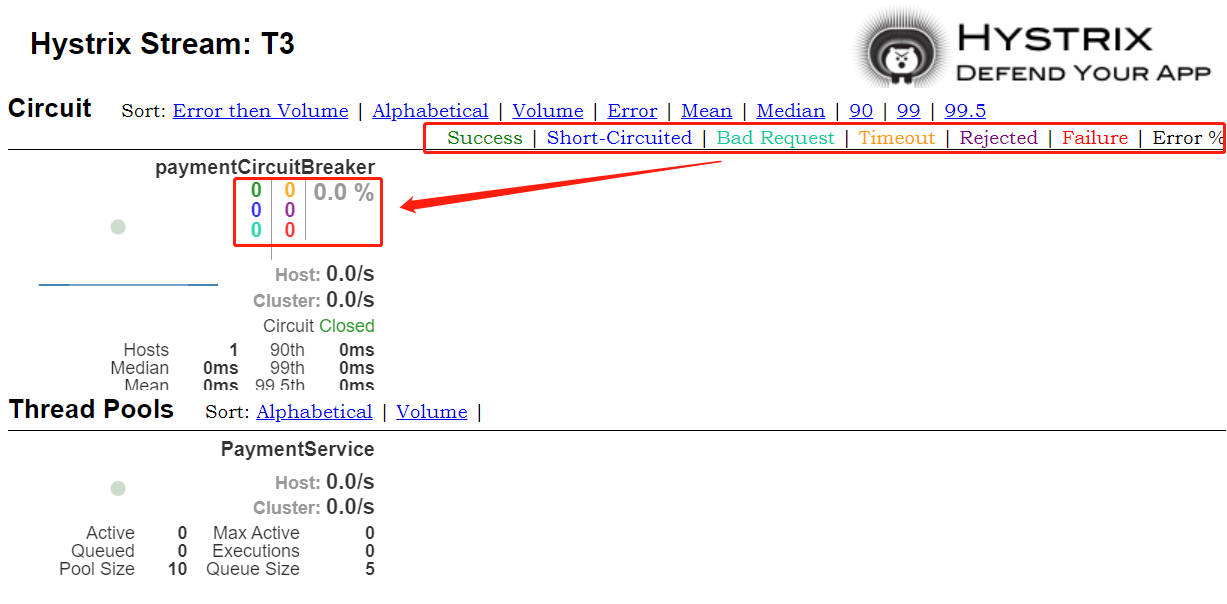 Hystrix Stream: T3
HYSTRIX
DEFEND YOUR APP
Circuit Sort: Error then Volume | Alphabetical | Volume | Error | Mean | Median | 90 | 99 | 99.5
Success | Short-Circuited | Bad Request | Timeout | Rejected | Failure | Error %
paymentCircuitBreaker
0 0 0.0 %
0 0
0 0
Host: 0.0/s
Cluster: 0.0/s
Circuit Closed
Hosts 1 90th 0ms
Median 0ms 99th 0ms
Mean 0ms 99.5th 0ms
Thread Pools Sort: Alphabetical | Volume |
PaymentService
Host: 0.0/s
Cluster: 0.0/s
Active 0 Max Active 0
Queued 0 Executions 0
Pool Size 10 Queue Size 5